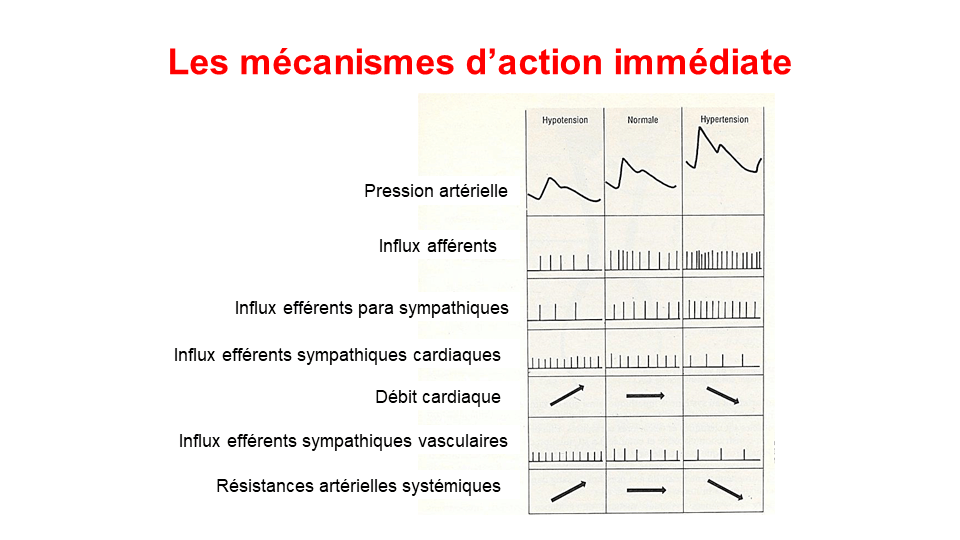 Les mécanismes d’action immédiate
Hypotension
Normale
Hypertension
Pression artérielle
Influx afférents
Influx efférents para sympathiques
Influx efférents sympathiques cardiaques
Débit cardiaque
Influx efférents sympathiques vasculaires
Résistances artérielles systémiques